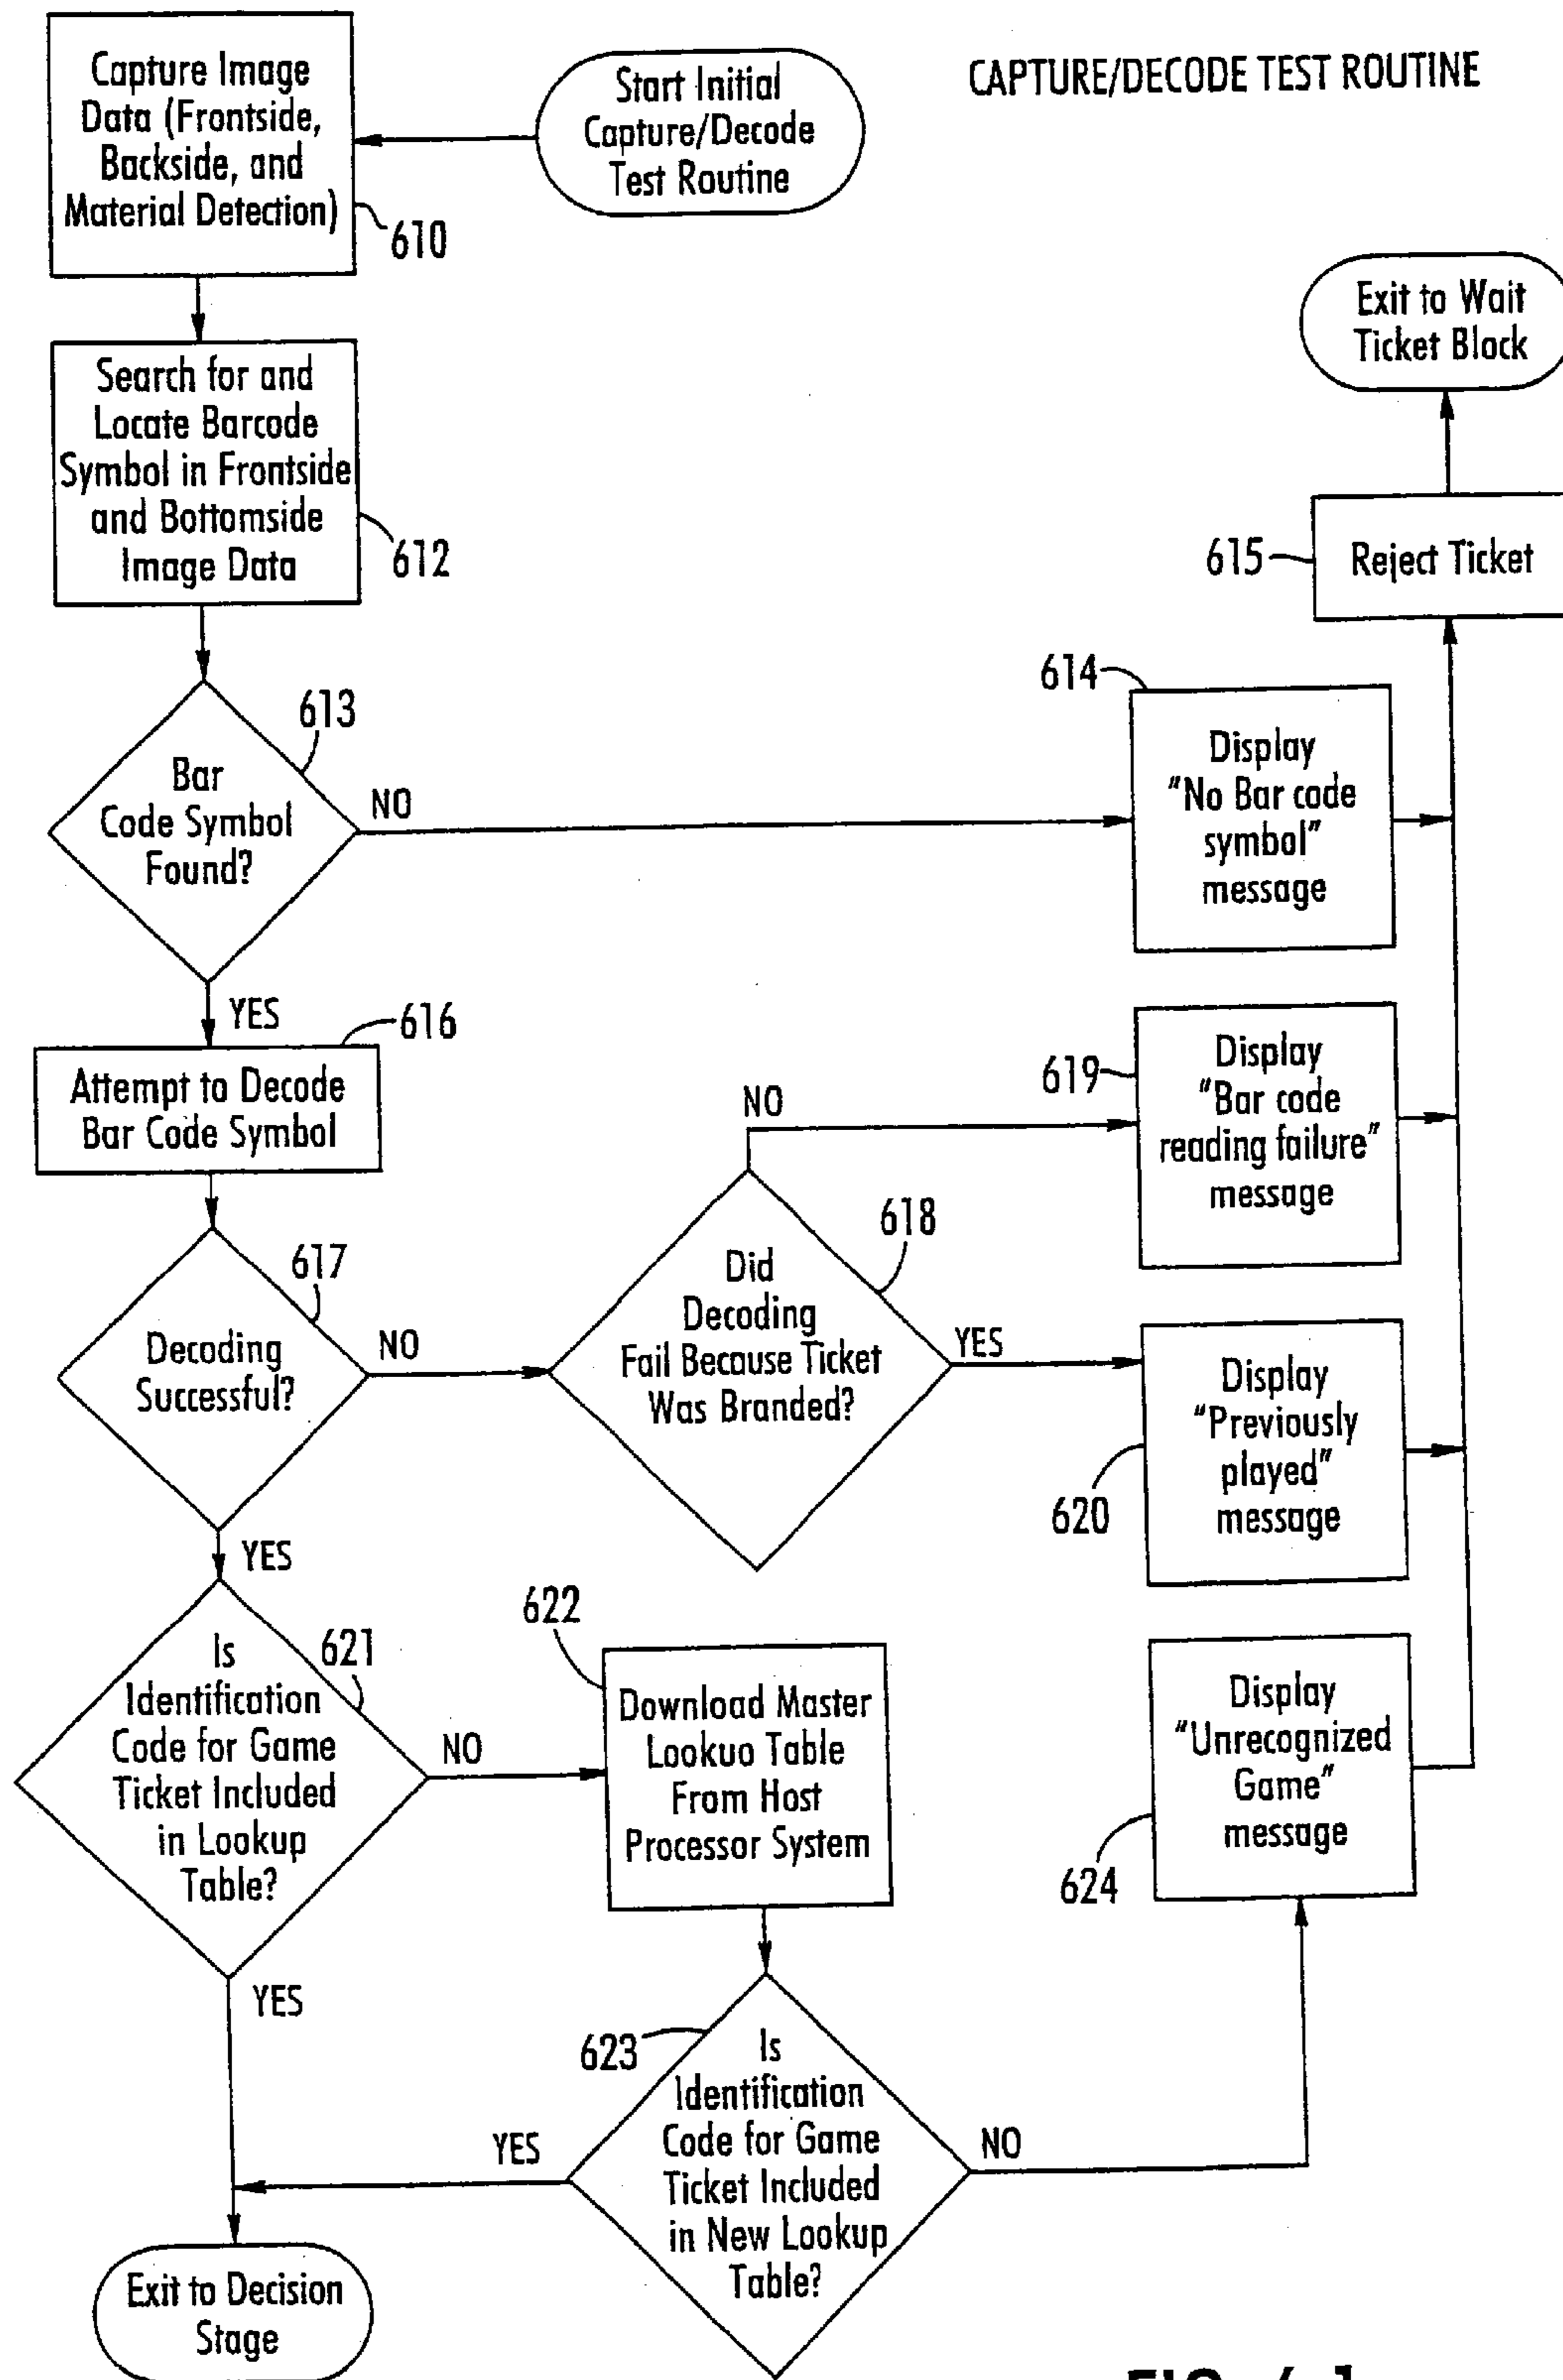 CAPTURE/DECODE TEST ROUTINE
Start Initial
Capture/Decode
Test Routine
Capture Image
Data (Frontside,
Backside, and
Material Detection)
610
Search for and
Locate Barcode
Symbol in Frontside
and Bottomside
Image Data
612
Exit to Wait
Ticket Block
615
Reject Ticket
613
Bar
Code Symbol
Found?
NO
YES
614
Display
"No Bar code
symbol"
message
616
Attempt to Decode
Bar Code Symbol
617
Decoding
Successful?
NO
YES
618
Did
Decoding
Fail Because Ticket
Was Branded?
NO
YES
619
Display
"Bar code
reading failure"
message
620
Display
"Previously
played"
message
621
Is
Identification
Code for Game
Ticket Included
in Lookup
Table?
NO
YES
622
Download Master
Lookuo Table
From Host
Processor System
623
Is
Identification
Code for Game
Ticket Included
in New Lookup
Table?
YES
NO
624
Display
"Unrecognized
Game"
message
Exit to Decision
Stage